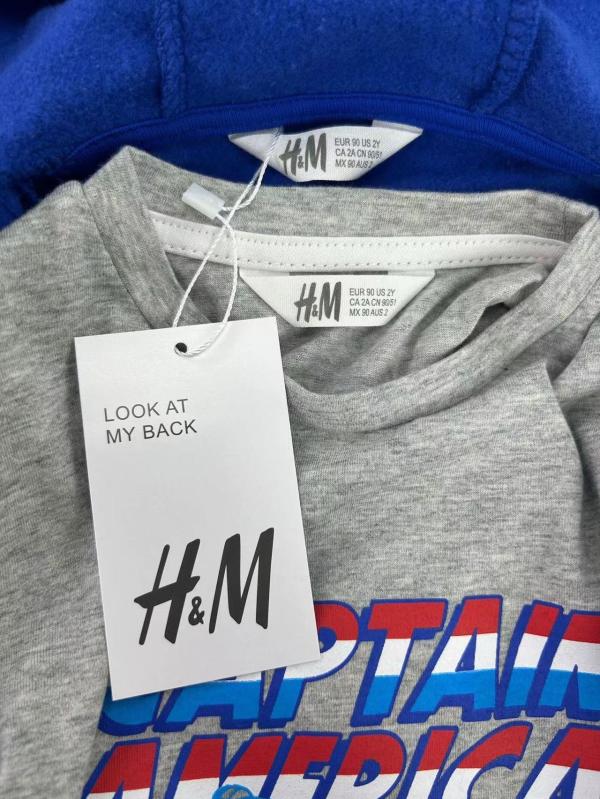 H&M
EUR 90 US 2Y
CA 2A CN 90/51
MX 90 AUS 2
H&M
EUR 90 US 2Y
CA 2A CN 90/51
MX 90 AUS 2
LOOK AT
MY BACK
H&M
CAPTAIN
AMERICA